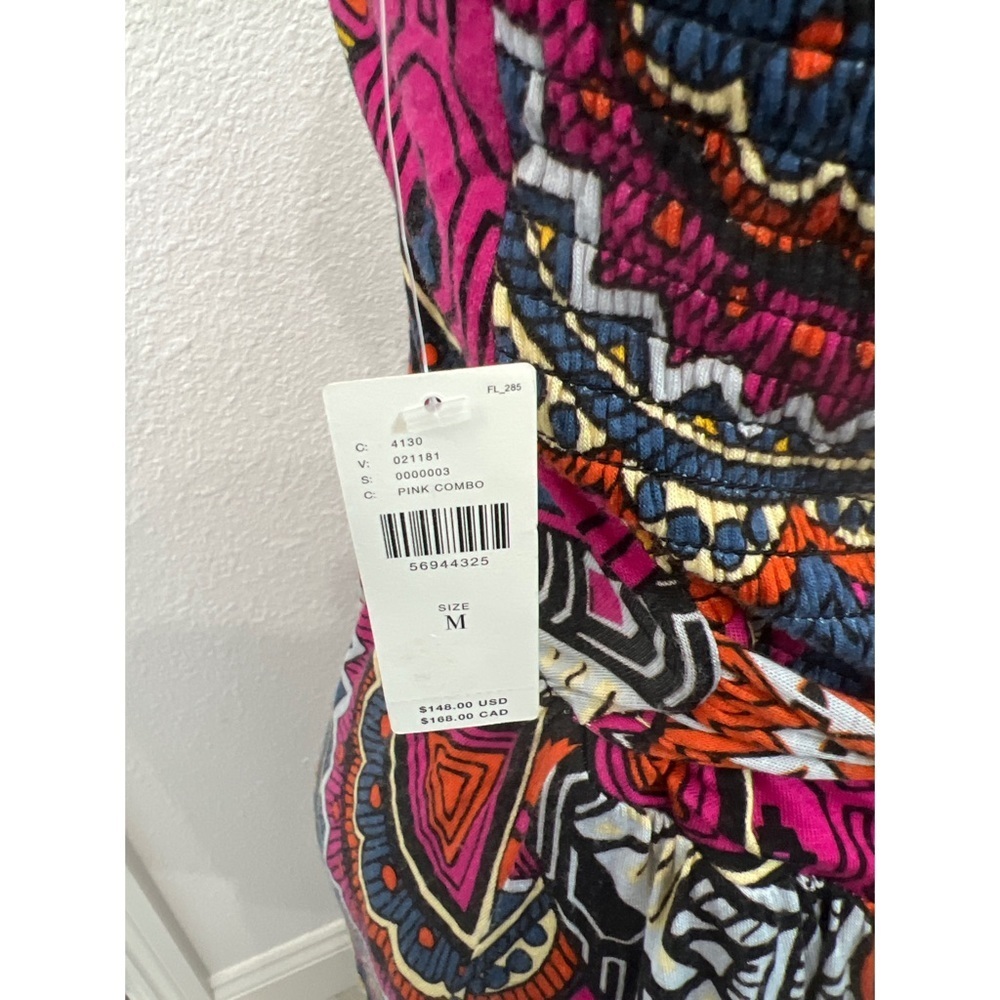 FL_285
C: 4130
V: 021181
S: 0000003
C: PINK COMBO
56944325
SIZE
M
$148.00 USD
$168.00 CAD